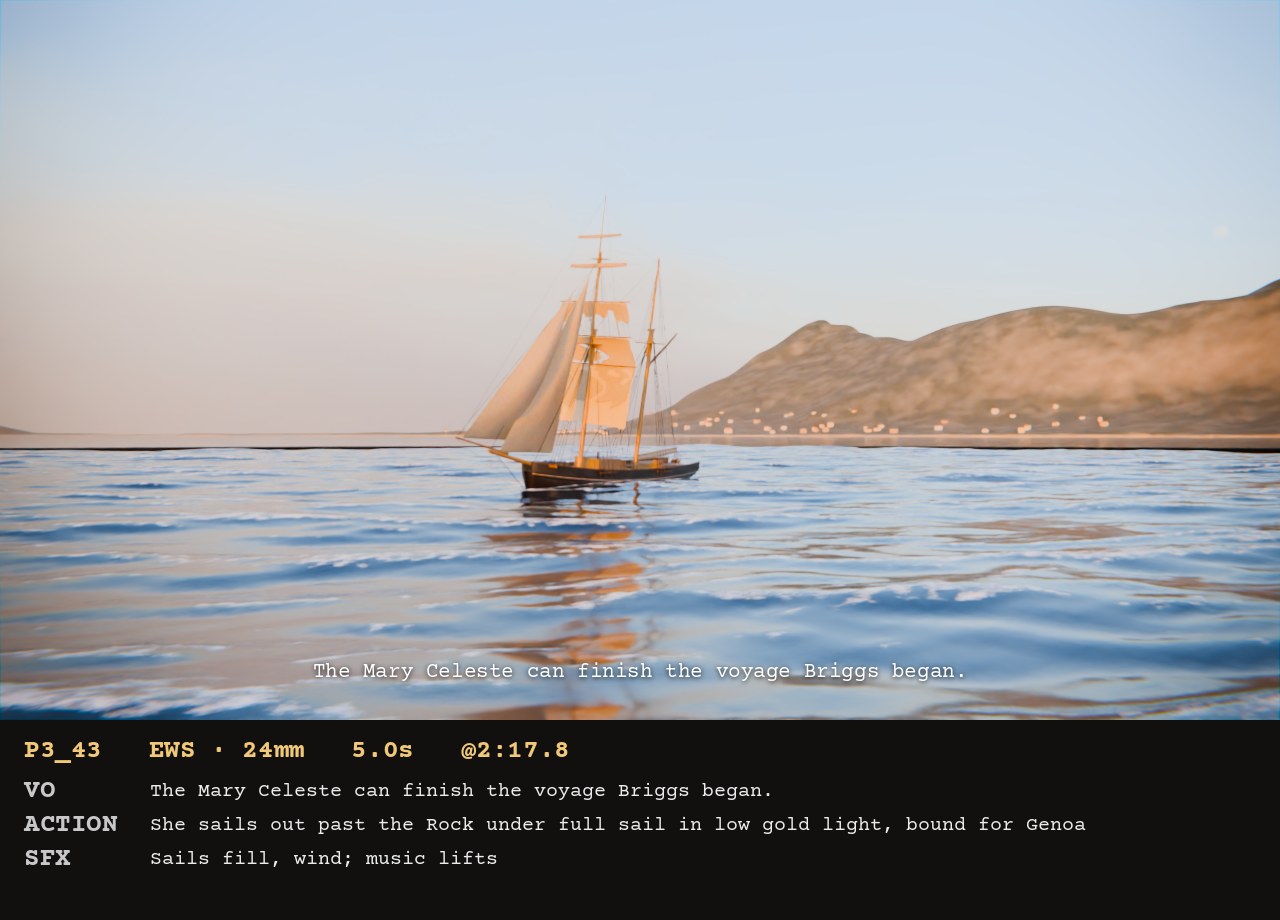 The Mary Celeste can finish the voyage Briggs began.
P3_43 EWS · 24mm 5.0s @2:17.8
VO The Mary Celeste can finish the voyage Briggs began.
ACTION She sails out past the Rock under full sail in low gold light, bound for Genoa
SFX Sails fill, wind; music lifts